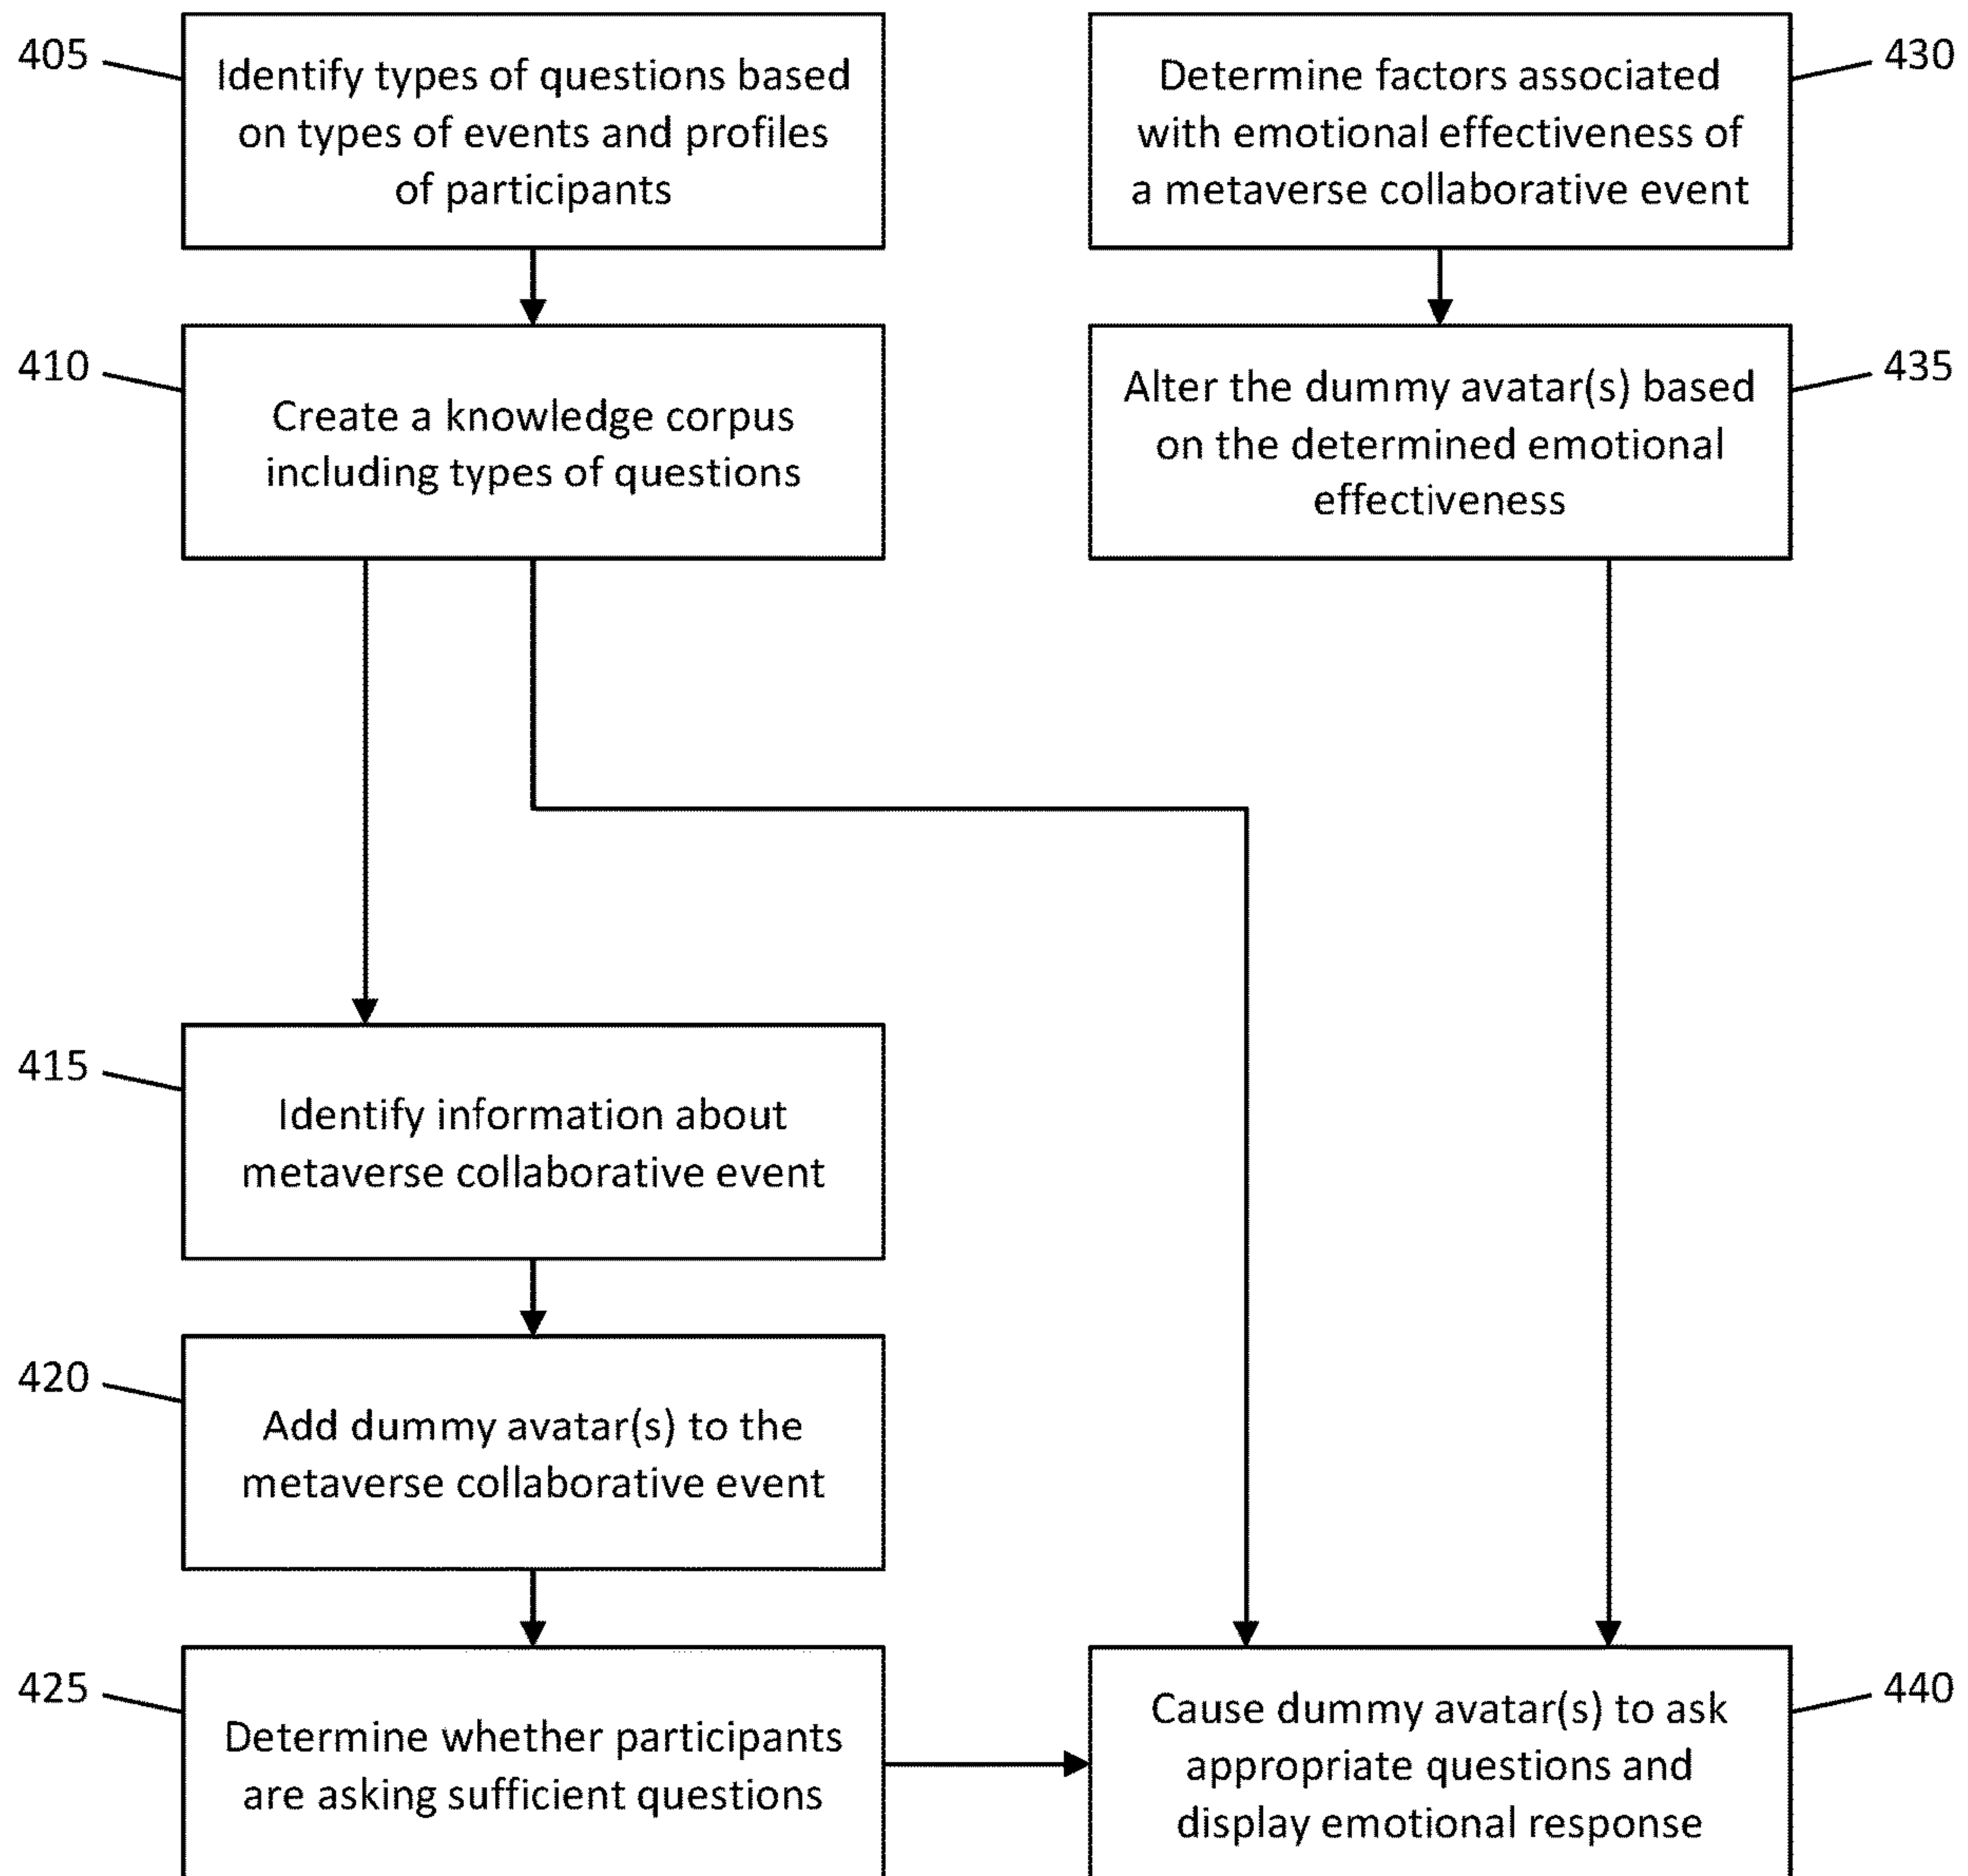 405
Identify types of questions based
on types of events and profiles
of participants
430
Determine factors associated
with emotional effectiveness of
a metaverse collaborative event
410
Create a knowledge corpus
including types of questions
435
Alter the dummy avatar(s) based
on the determined emotional
effectiveness
415
Identify information about
metaverse collaborative event
420
Add dummy avatar(s) to the
metaverse collaborative event
425
Determine whether participants
are asking sufficient questions
440
Cause dummy avatar(s) to ask
appropriate questions and
display emotional response